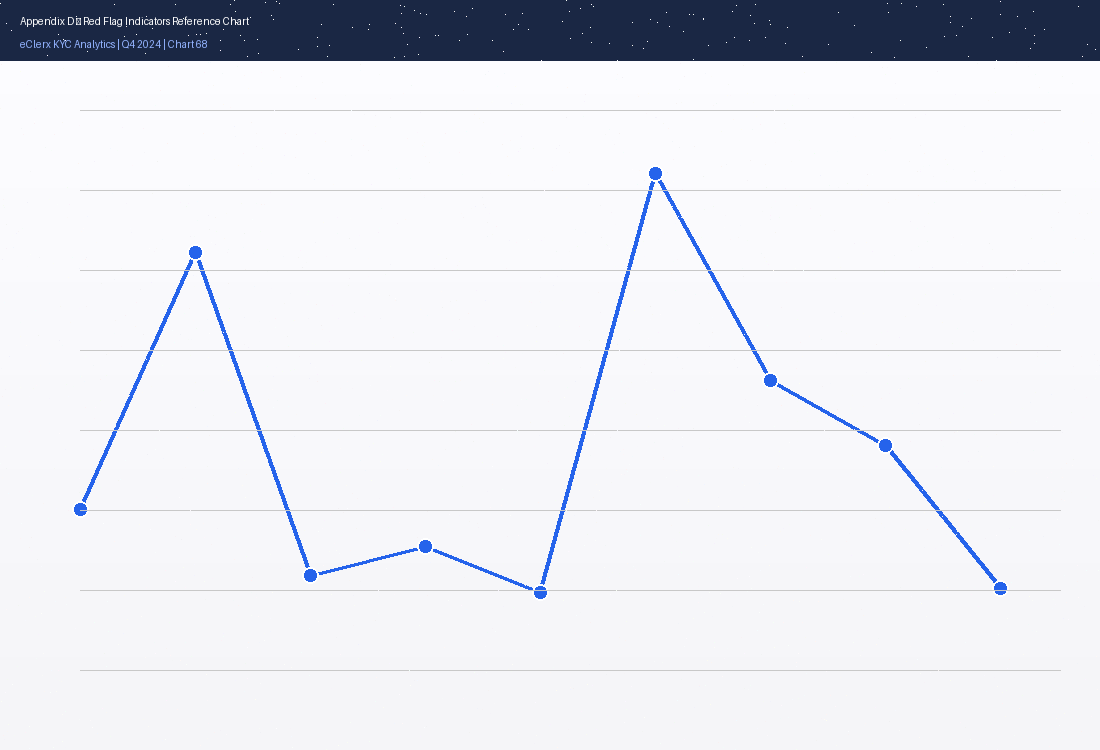 Appendix D Red Flag Indicators Reference Chart
eClerx KYC Analytics | Q4 2024 | Chart 68